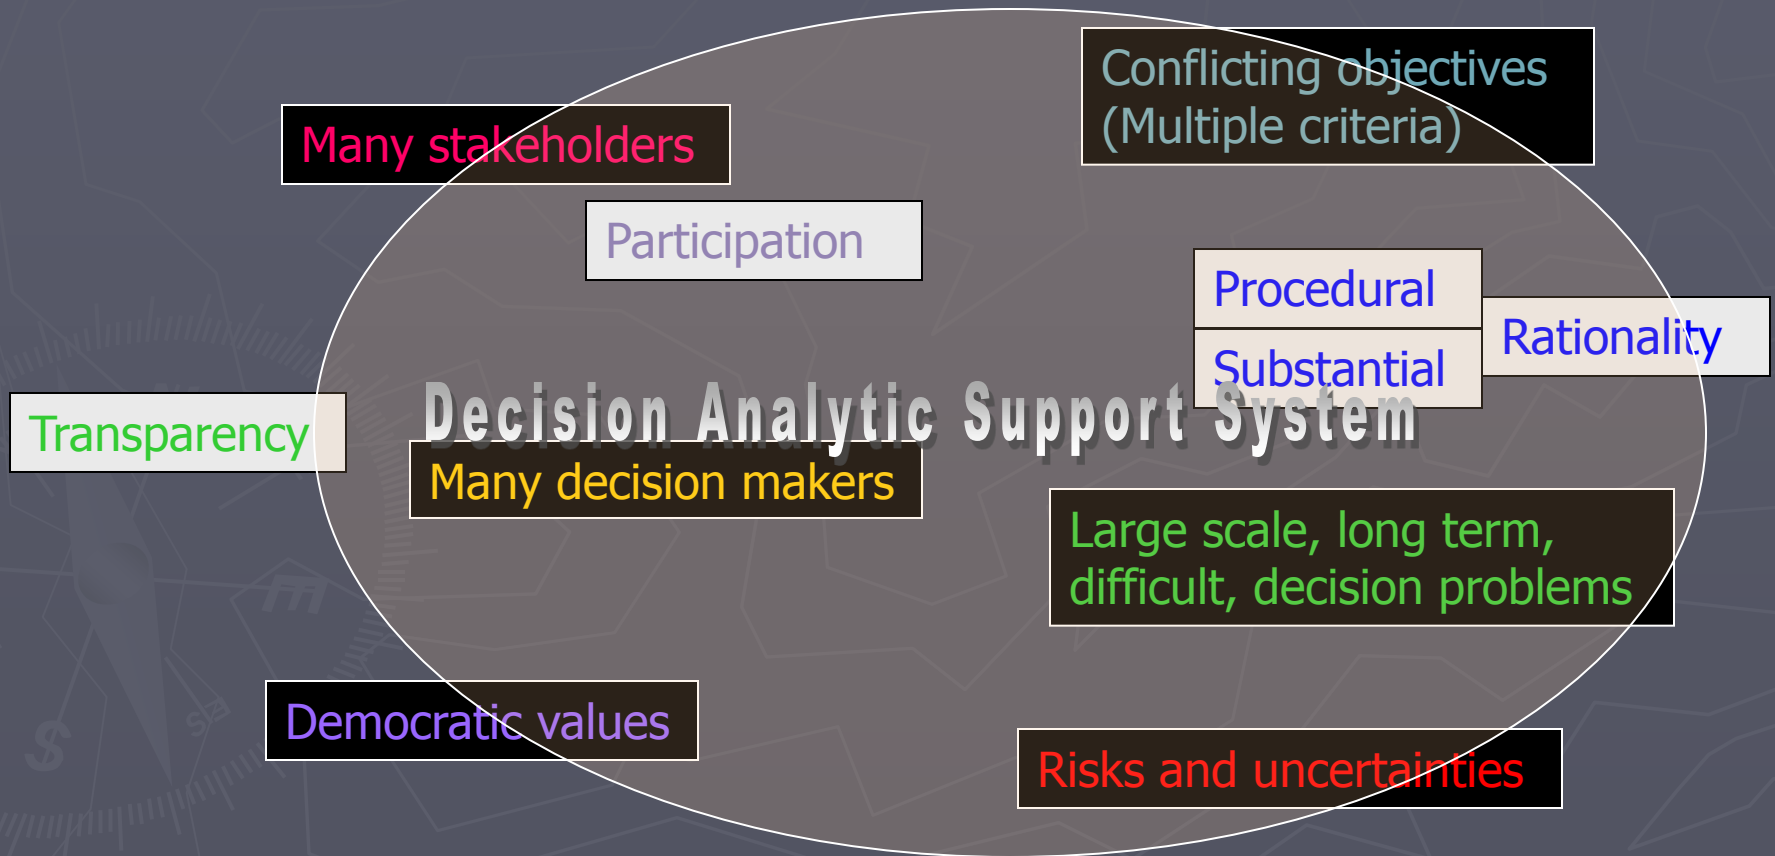 Conflicting objectives
(Multiple criteria)
Many stakeholders
Participation
Procedural
Rationality
Substantial
Decision Analytic Support System
Transparency
Many decision makers
Large scale, long term,
difficult, decision problems
Democratic values
Risks and uncertainties
E
S
SE